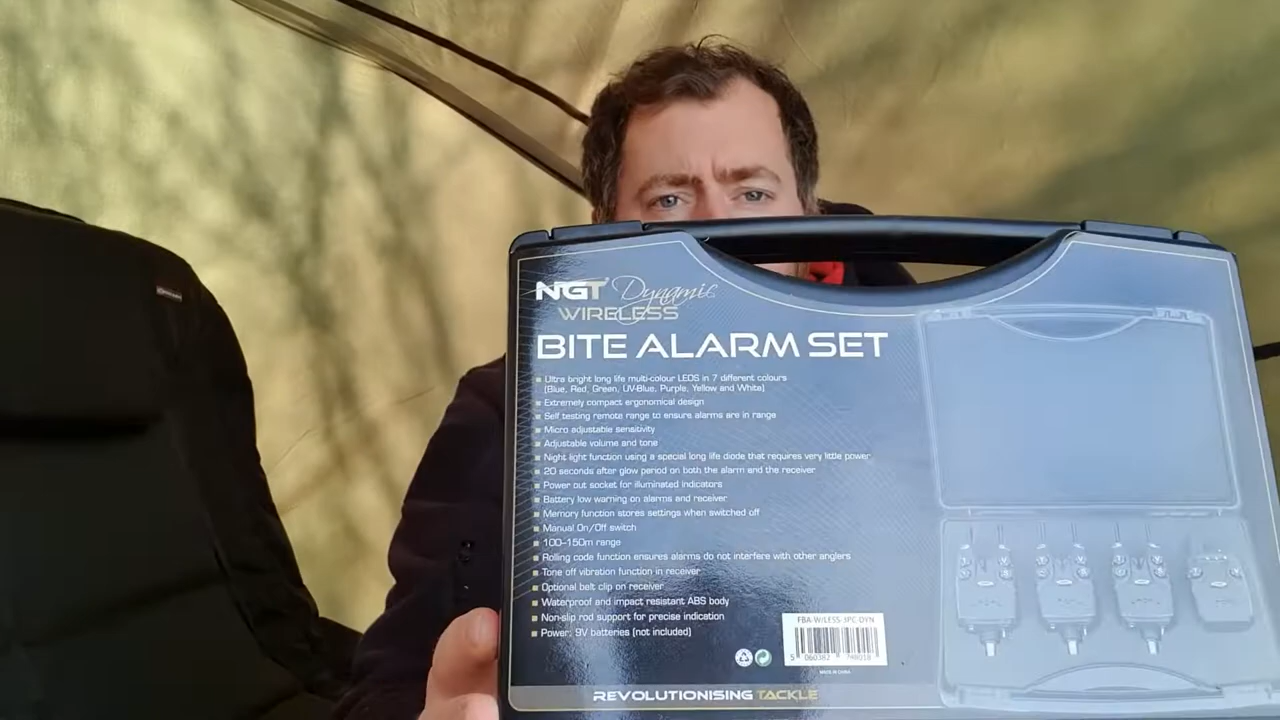 NGT Dynamic
WIRELESS
BITE ALARM SET
Ultra bright long life multi-colour LEDS in 7 different colours
(Blue, Red, Green, UV-Blue, Purple, Yellow and White)
Extremely compact ergonomical design
Self testing remote range to ensure alarms are in range
Micro adjustable sensitivity
Adjustable volume and tone
Night light function using a special long life diode that requires very little power
20 seconds after glow period on both the alarm and the receiver
Power out socket for illuminated indicators
Battery low warning on alarms and receiver
Memory function stores settings when switched off
Manual On/Off switch
100-150m range
Rolling code function ensures alarms do not interfere with other anglers
Tone off vibration function in receiver
Optional belt clip on receiver
Waterproof and impact resistant ABS body
Non-slip rod support for precise indication
Power: 9V batteries (not included)
FBA-WILESS-3PC-DYN
5 060382
MADE IN CHINA
REVOLUTIONISING TACKLE